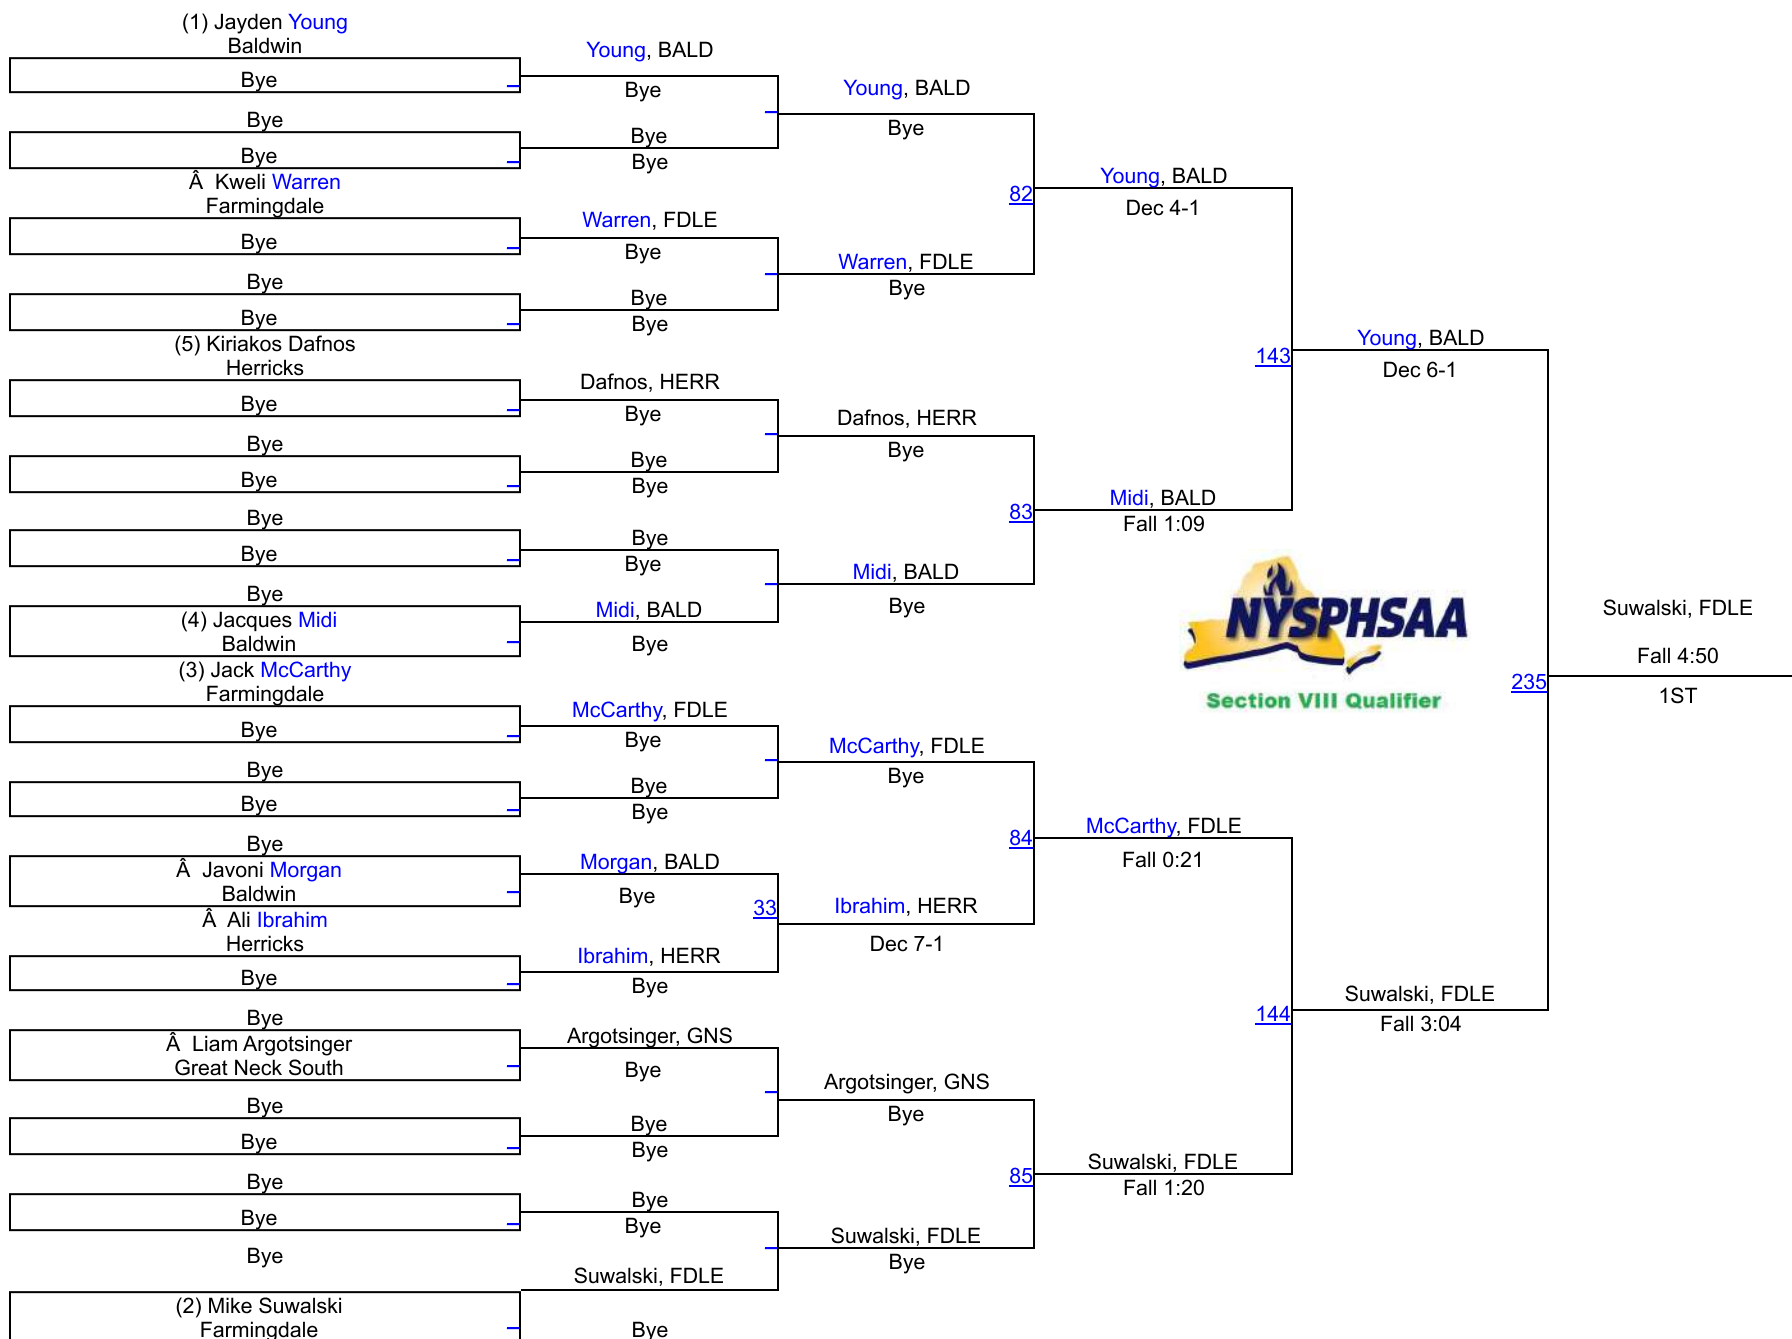 (1) Jayden Young
Baldwin
Bye
Bye
Bye
Â  Kweli Warren
Farmingdale
Bye
Bye
Bye
(5) Kiriakos Dafnos
Herricks
Bye
Bye
Bye
Bye
Bye
Bye
(4) Jacques Midi
Baldwin
(3) Jack McCarthy
Farmingdale
Bye
Bye
Bye
Bye
Â  Javoni Morgan
Baldwin
Â  Ali Ibrahim
Herricks
Bye
Bye
Â  Liam Argotsinger
Great Neck South
Bye
Bye
Bye
Bye
Bye
(2) Mike Suwalski
Farmingdale
Young, BALD
Bye
Bye
Bye
Warren, FDLE
Bye
Bye
Bye
Dafnos, HERR
Bye
Bye
Bye
Bye
Bye
Midi, BALD
Bye
McCarthy, FDLE
Bye
Bye
Bye
Morgan, BALD
Bye
33
Ibrahim, HERR
Bye
Argotsinger, GNS
Bye
Bye
Bye
Bye
Bye
Suwalski, FDLE
Bye
Young, BALD
Bye
82
Warren, FDLE
Bye
Dafnos, HERR
Bye
83
Midi, BALD
Bye
McCarthy, FDLE
Bye
84
Ibrahim, HERR
Dec 7-1
Argotsinger, GNS
Bye
85
Suwalski, FDLE
Bye
Young, BALD
Dec 4-1
143
Midi, BALD
Fall 1:09
McCarthy, FDLE
Fall 0:21
144
Suwalski, FDLE
Fall 1:20
Young, BALD
Dec 6-1
NYSPHSAA
Section VIII Qualifier
235
Suwalski, FDLE
Fall 3:04
Suwalski, FDLE
Fall 4:50
1ST